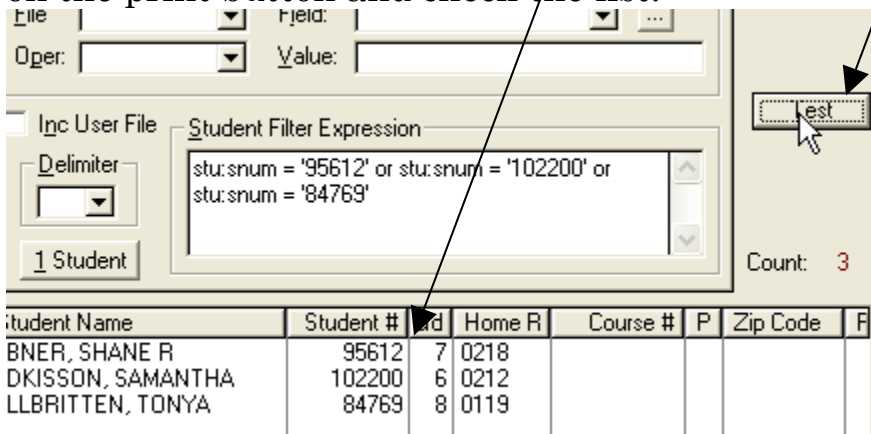 on the print button and check the list.
File Field: ...
Oper: Value:
Inc User File Student Filter Expression Test
Delimiter
stu:snum = '95612' or stu:snum = '102200' or
stu:snum = '84769'
1 Student Count: 3
Student Name Student # Home R Course # P Zip Code F
BNER, SHANE R 95612 7 0218
DKISSON, SAMANTHA 102200 6 0212
LLBRITTEN, TONYA 84769 8 0119